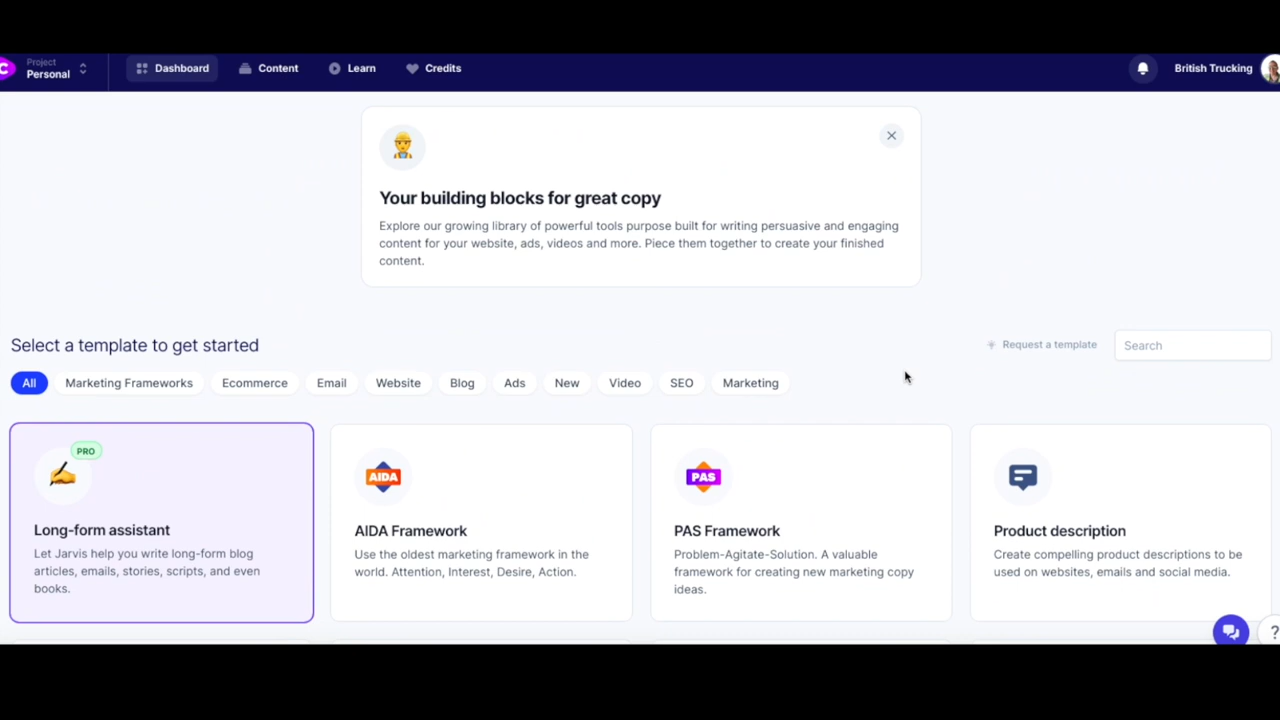 C
Project
Personal
Dashboard
Content
Learn
Credits
British Trucking
Your building blocks for great copy
Explore our growing library of powerful tools purpose built for writing persuasive and engaging
content for your website, ads, videos and more. Piece them together to create your finished
content.
Select a template to get started
Request a template
Search
All
Marketing Frameworks
Ecommerce
Email
Website
Blog
Ads
New
Video
SEO
Marketing
PRO
Long-form assistant
Let Jarvis help you write long-form blog
articles, emails, stories, scripts, and even
books.
AIDA
AIDA Framework
Use the oldest marketing framework in the
world. Attention, Interest, Desire, Action.
PAS
PAS Framework
Problem-Agitate-Solution. A valuable
framework for creating new marketing copy
ideas.
Product description
Create compelling product descriptions to be
used on websites, emails and social media.
?